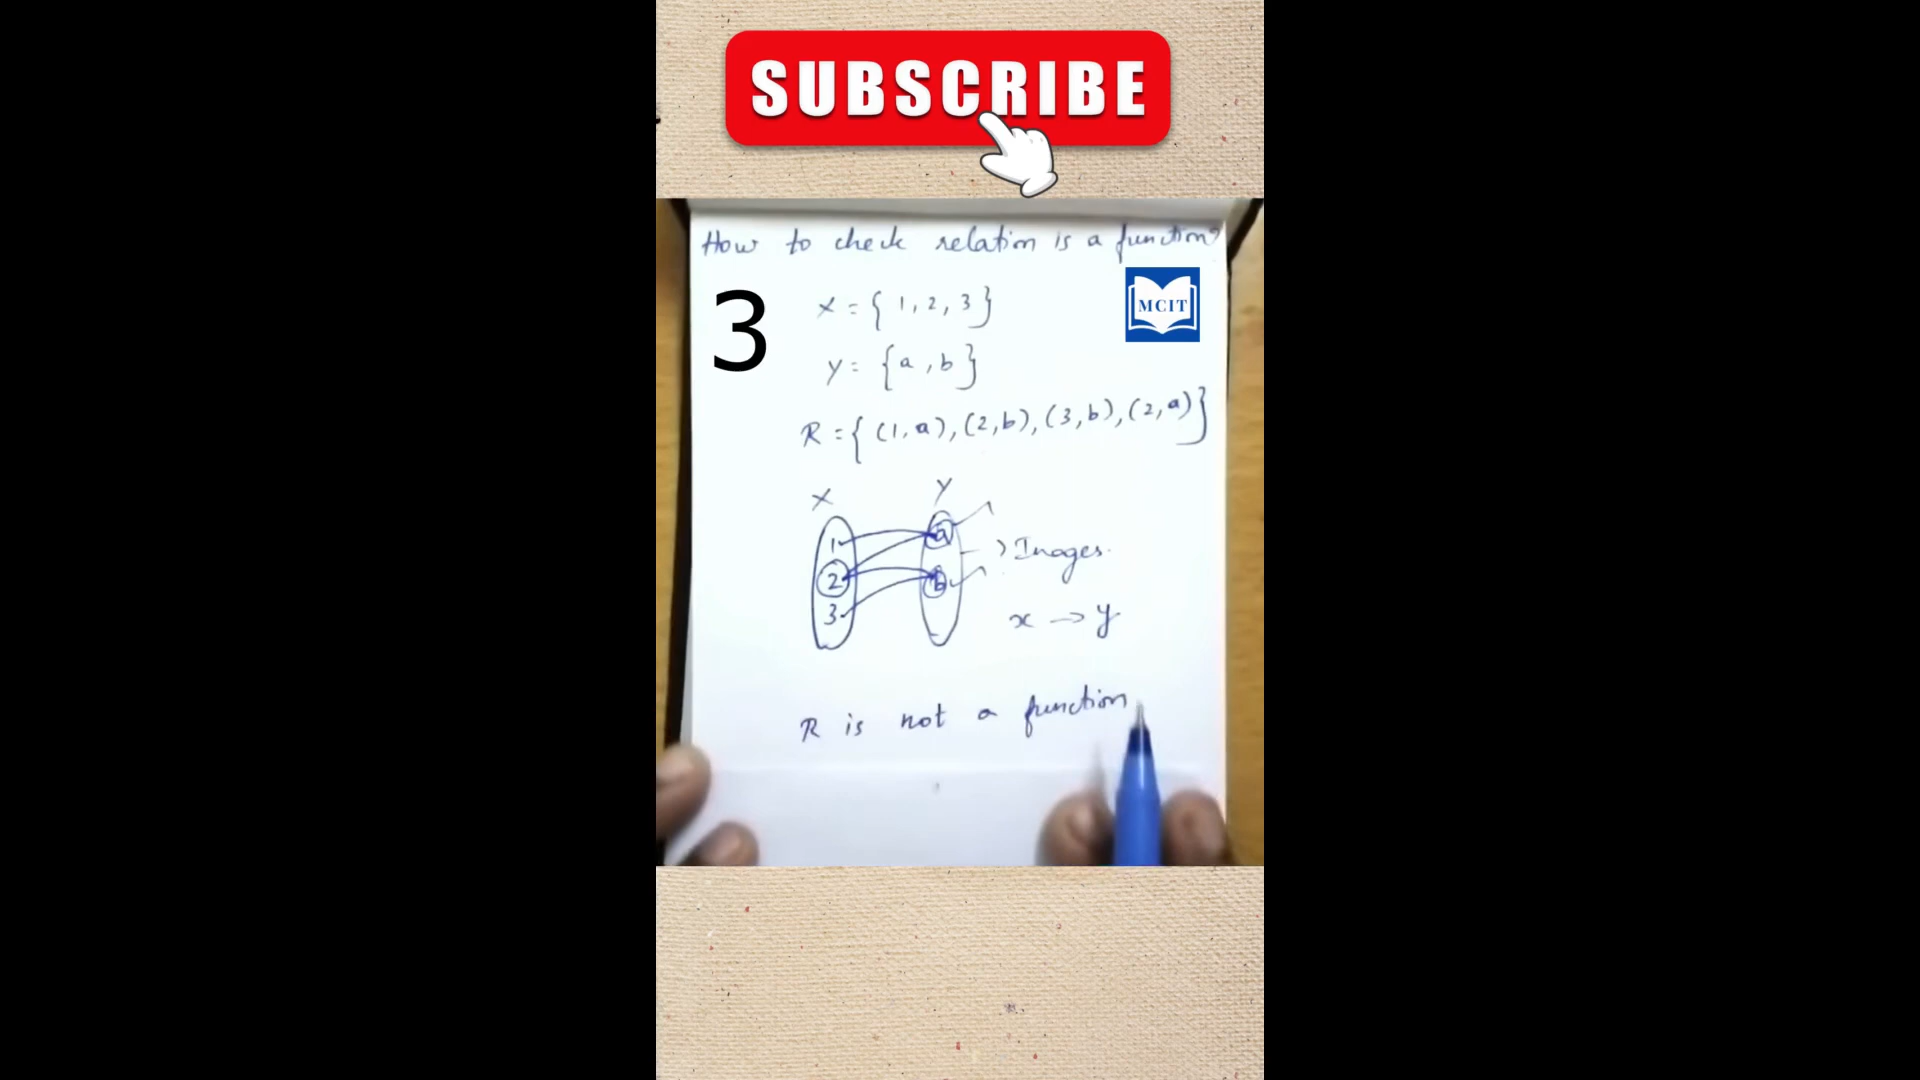 SUBSCRIBE
How to check relation is a function?
3
X = { 1, 2, 3 }
MCIT
Y = { a , b }
R = { (1, a), (2, b), (3, b), (2, a) }
X Y
1 a
2 b
3
Images.
x → y
R is not a function